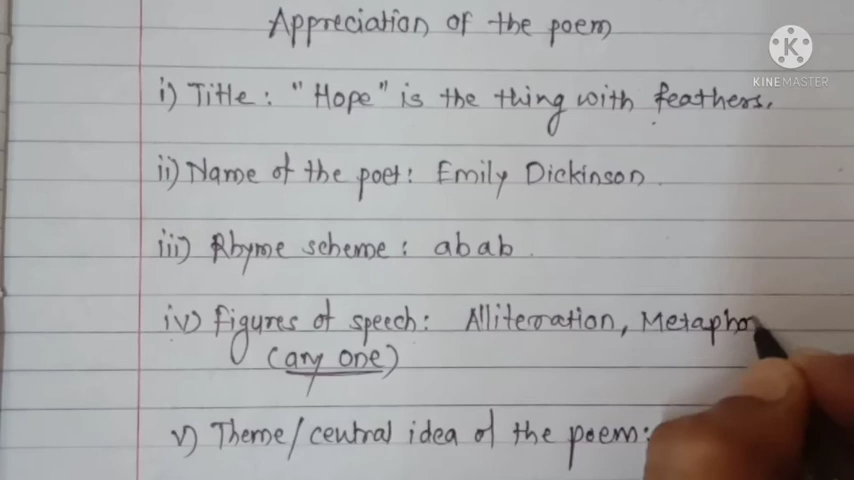 Appreciation of the poem
K
KINEMASTER
i) Title: "Hope" is the thing with feathers.
ii) Name of the poet: Emily Dickinson.
iii) Rhyme scheme: abab.
iv) Figures of speech: Alliteration, Metapho
(any one)
v) Theme/central idea of the poem: